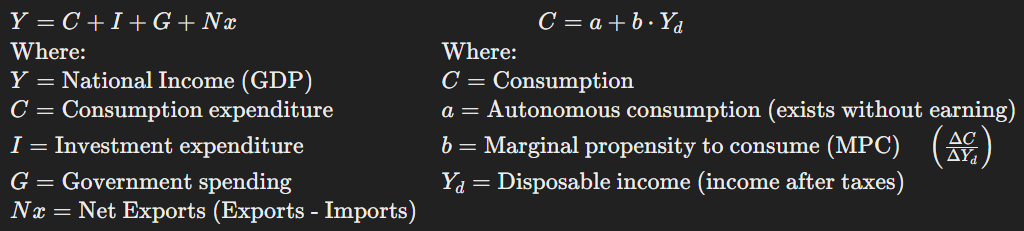 Y = C + I + G + Nx
Where:
Y = National Income (GDP)
C = Consumption expenditure
I = Investment expenditure
G = Government spending
Nx = Net Exports (Exports - Imports)
C = a + b · Y_d
Where:
C = Consumption
a = Autonomous consumption (exists without earning)
b = Marginal propensity to consume (MPC) (ΔC/ΔY_d)
Y_d = Disposable income (income after taxes)